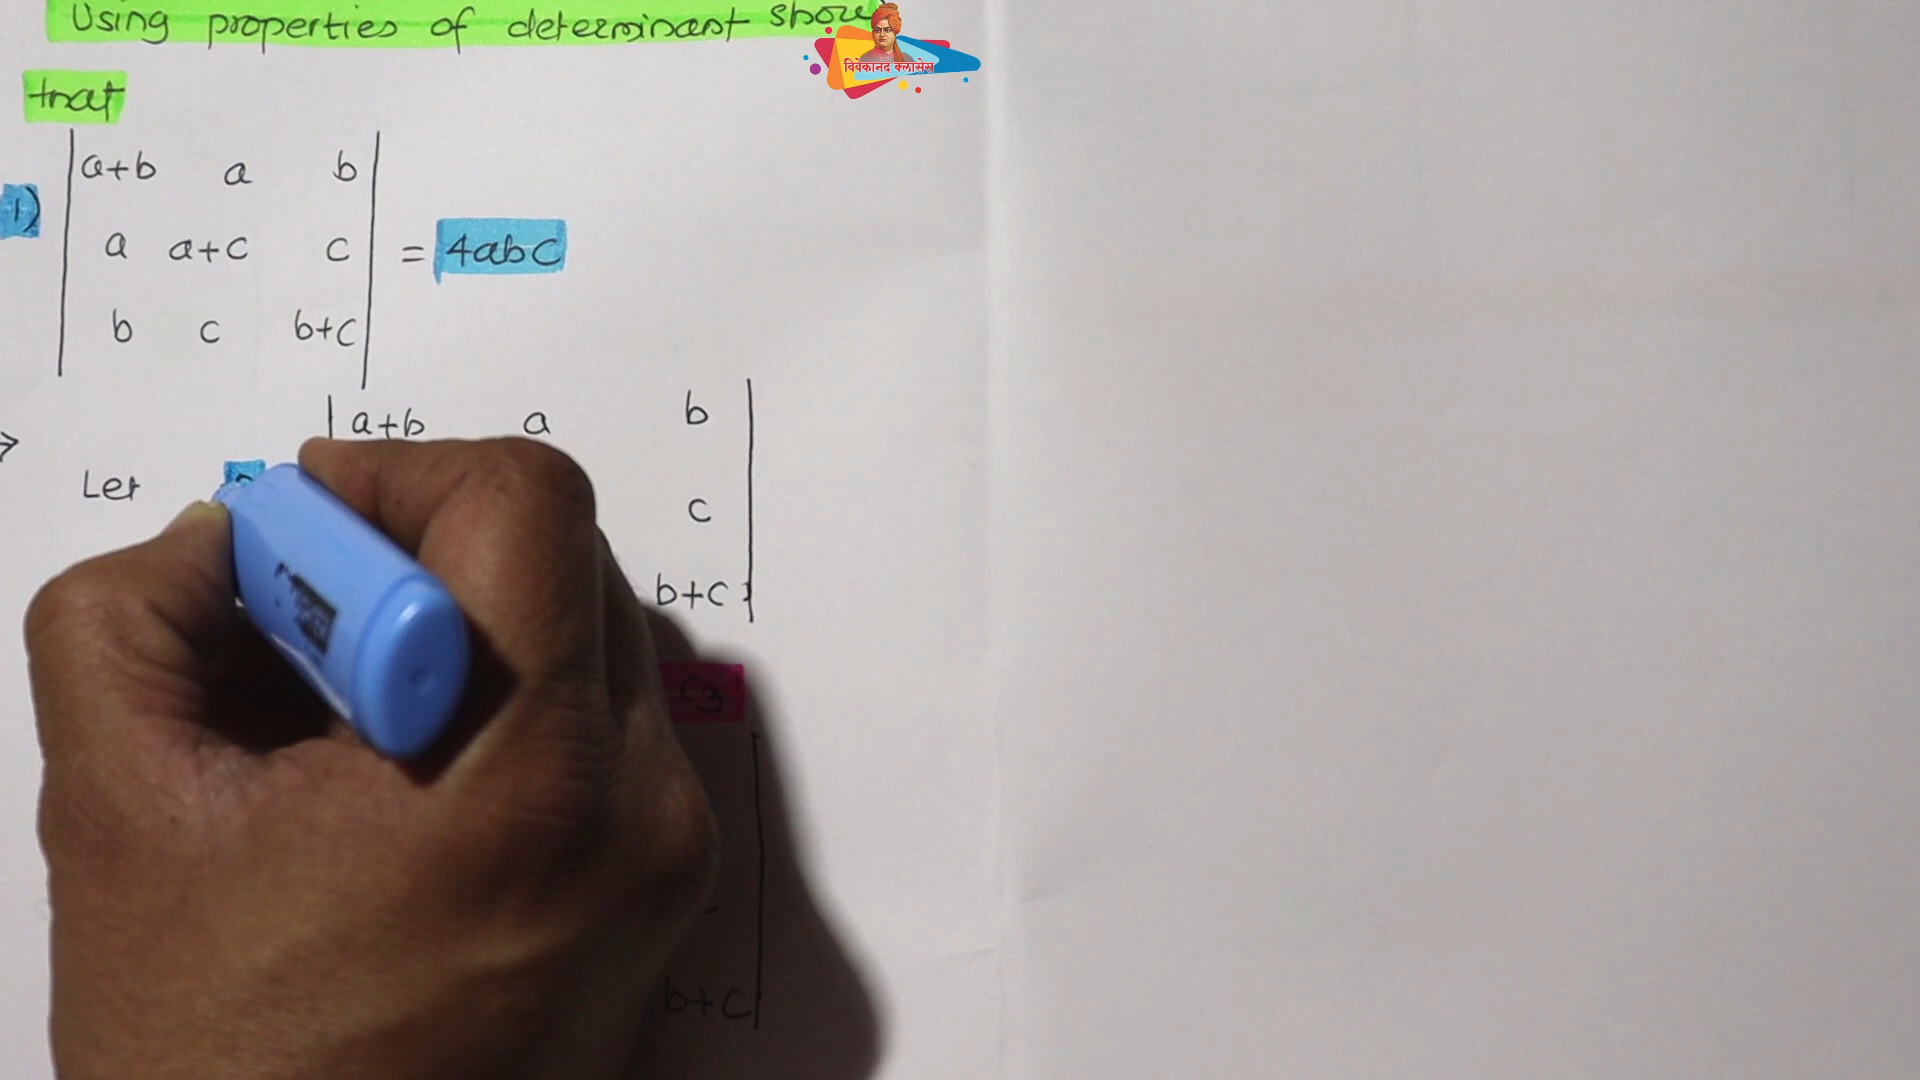 Using properties of determinant show
that
विवेकानंद क्लासेस
1)
a+b a b
a a+c c = 4abc
b c b+c
a+b a b
Let
c
b+c
C3
b+c